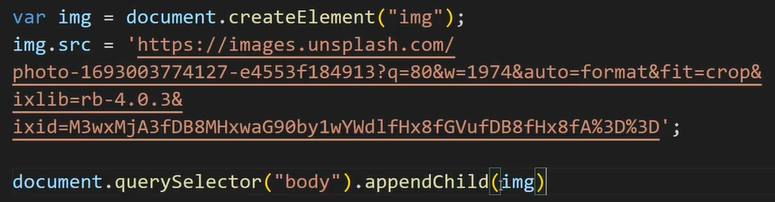 var img = document.createElement("img");
img.src = 'https://images.unsplash.com/
photo-1693003774127-e4553f184913?q=80&w=1974&auto=format&fit=crop&
ixlib=rb-4.0.3&
ixid=M3wxMjA3fDB8MHxwaG90by1wYWdlfHx8fGVufDB8fHx8fA%3D%3D';
document.querySelector("body").appendChild(img)